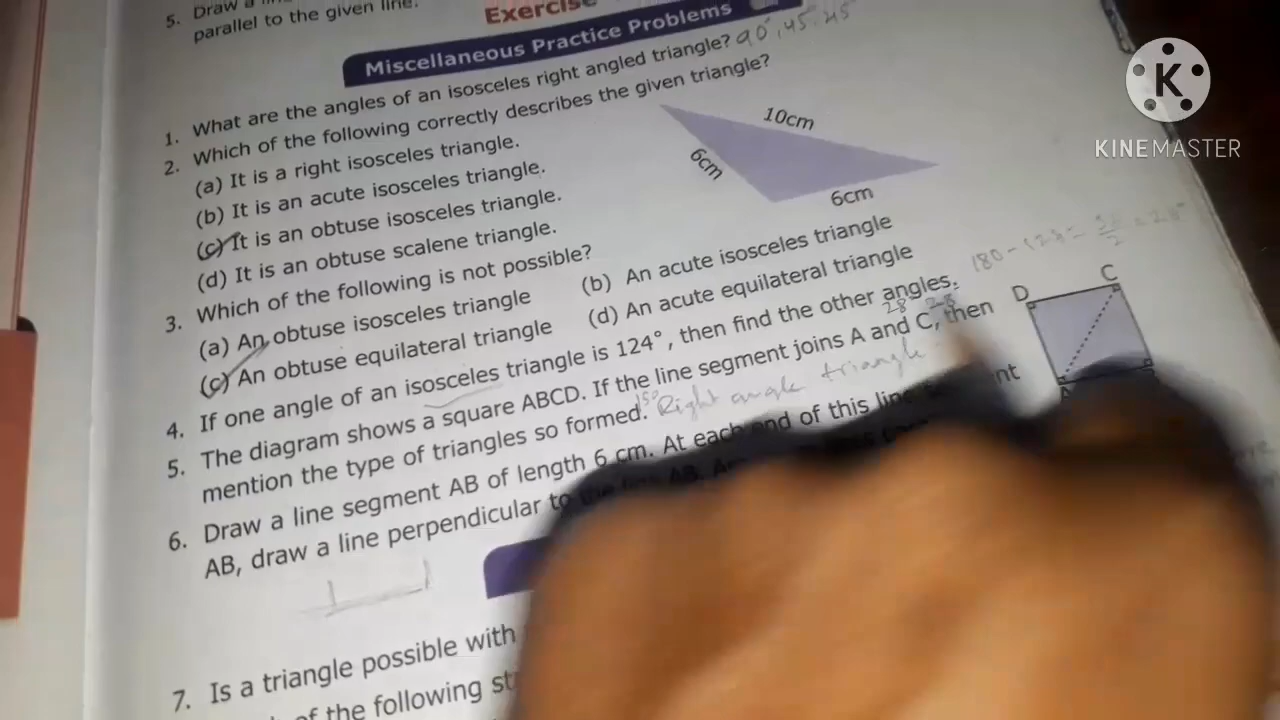 5. Draw a
parallel to the given line.
Exercise
Miscellaneous Practice Problems
1. What are the angles of an isosceles right angled triangle? 90°, 45°, 45°
2. Which of the following correctly describes the given triangle?
(a) It is a right isosceles triangle.
(b) It is an acute isosceles triangle.
(c) It is an obtuse isosceles triangle.
(d) It is an obtuse scalene triangle.
10cm
6cm
6cm
3. Which of the following is not possible?
(a) An obtuse isosceles triangle
(b) An acute isosceles triangle
(c) An obtuse equilateral triangle
(d) An acute equilateral triangle
4. If one angle of an isosceles triangle is 124°, then find the other angles.
28 28
5. The diagram shows a square ABCD. If the line segment joins A and C, then
mention the type of triangles so formed. Right angle triangle
D
C
6. Draw a line segment AB of length 6 cm. At each end of this line
AB, draw a line perpendicular to
7. Is a triangle possible with
of the following
K
KINEMASTER